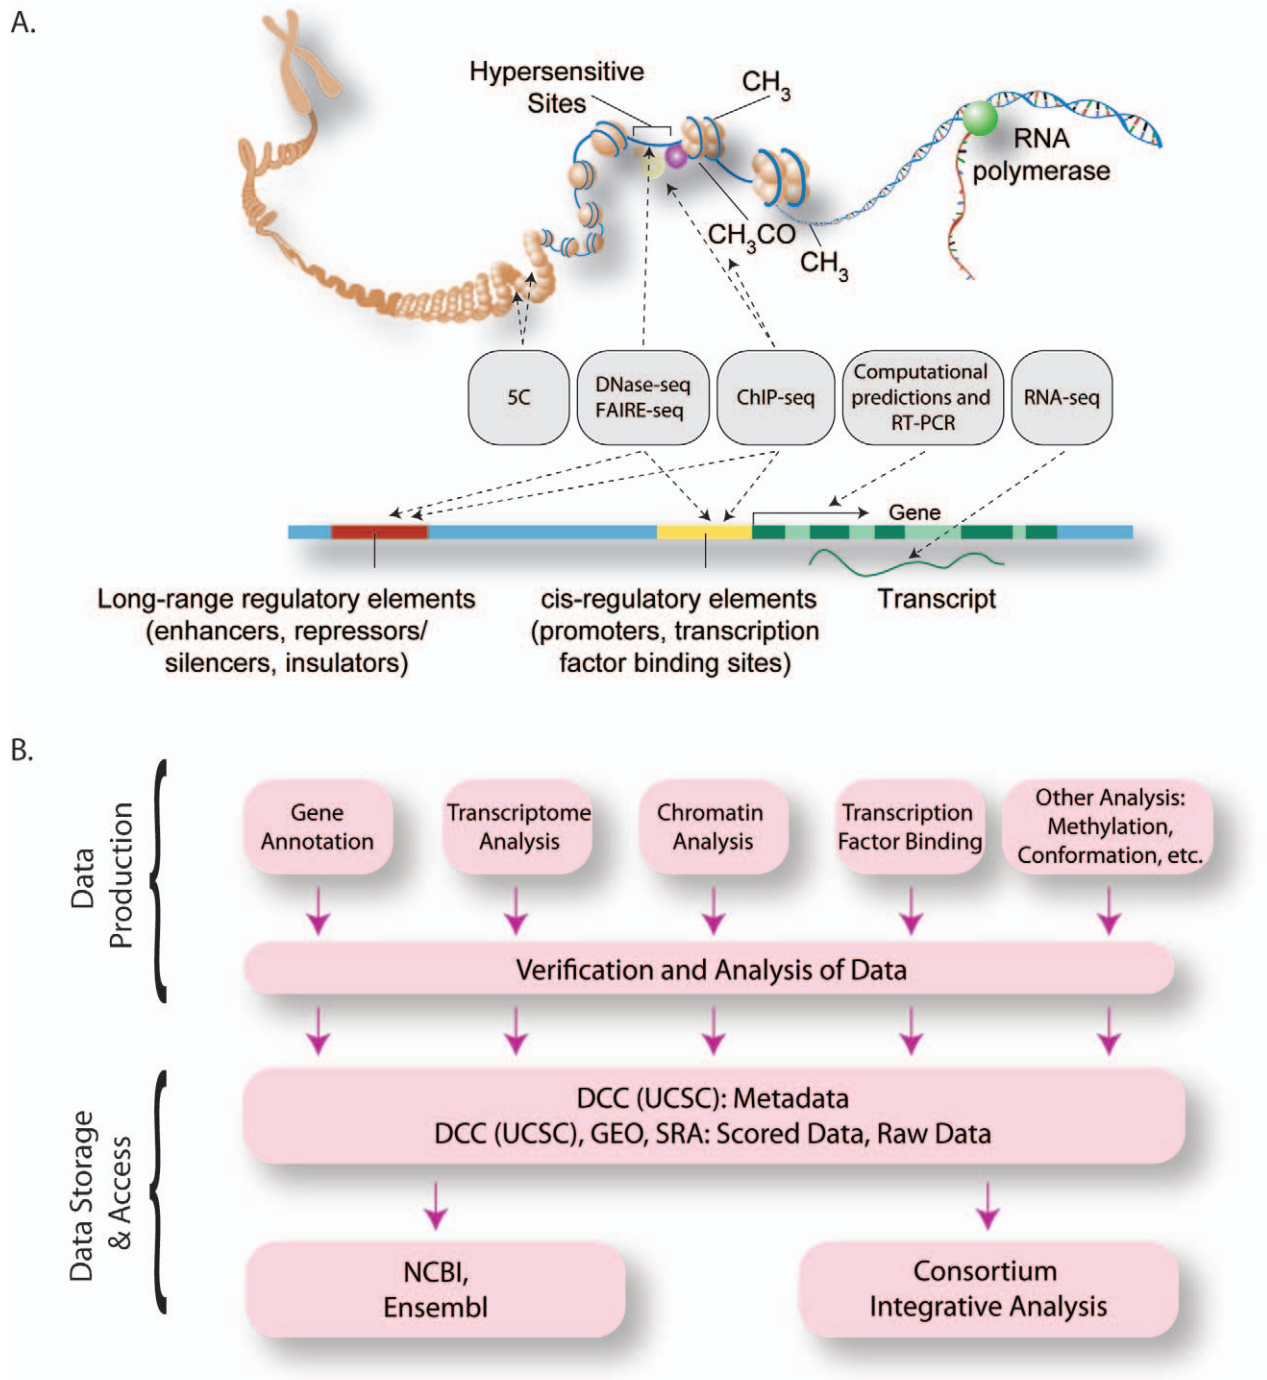 A.
Hypersensitive
Sites
CH₃
RNA
polymerase
CH₃CO
CH₃
5C
DNase-seq
FAIRE-seq
ChIP-seq
Computational
predictions and
RT-PCR
RNA-seq
Gene
Long-range regulatory elements
(enhancers, repressors/
silencers, insulators)
cis-regulatory elements
(promoters, transcription
factor binding sites)
Transcript
B.
Data
Production
Gene
Annotation
Transcriptome
Analysis
Chromatin
Analysis
Transcription
Factor Binding
Other Analysis:
Methylation,
Conformation, etc.
Verification and Analysis of Data
Data Storage
& Access
DCC (UCSC): Metadata
DCC (UCSC), GEO, SRA: Scored Data, Raw Data
NCBI,
Ensembl
Consortium
Integrative Analysis